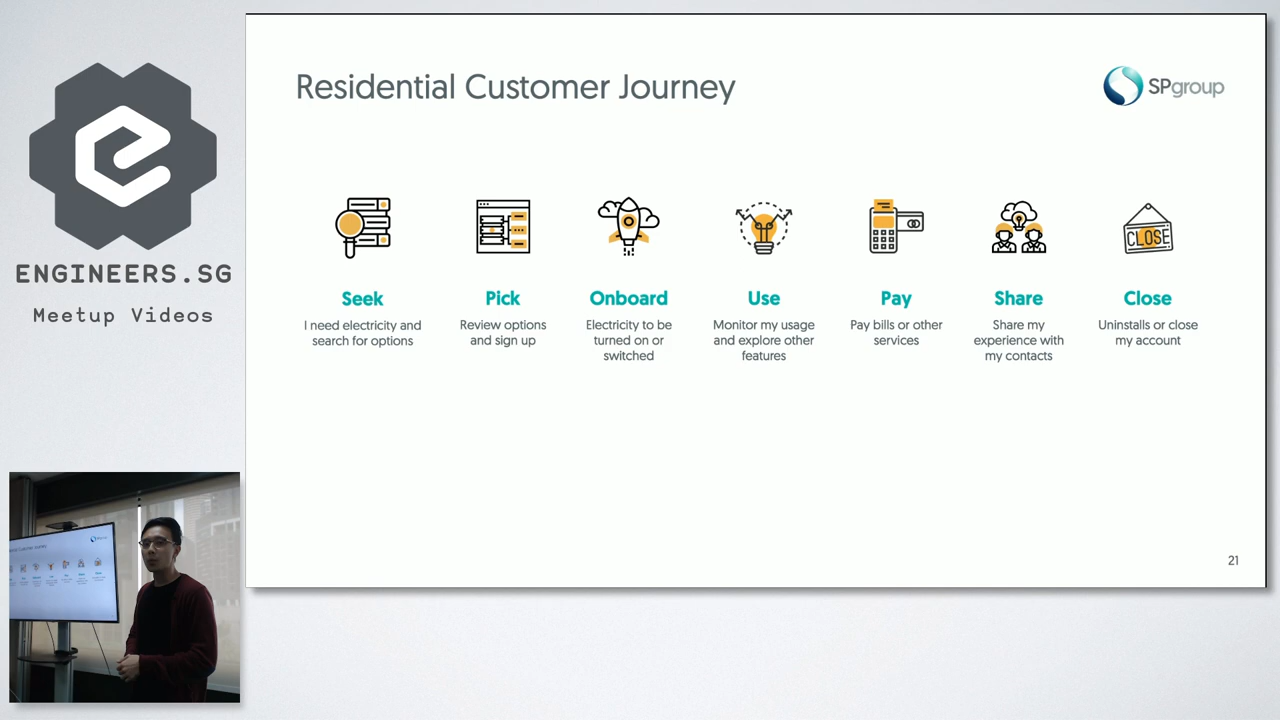 ENGINEERS.SG
Meetup Videos
Residential Customer Journey
SPgroup
CLOSE
Seek
I need electricity and
search for options
Pick
Review options
and sign up
Onboard
Electricity to be
turned on or
switched
Use
Monitor my usage
and explore other
features
Pay
Pay bills or other
services
Share
Share my
experience with
my contacts
Close
Uninstalls or close
my account
21